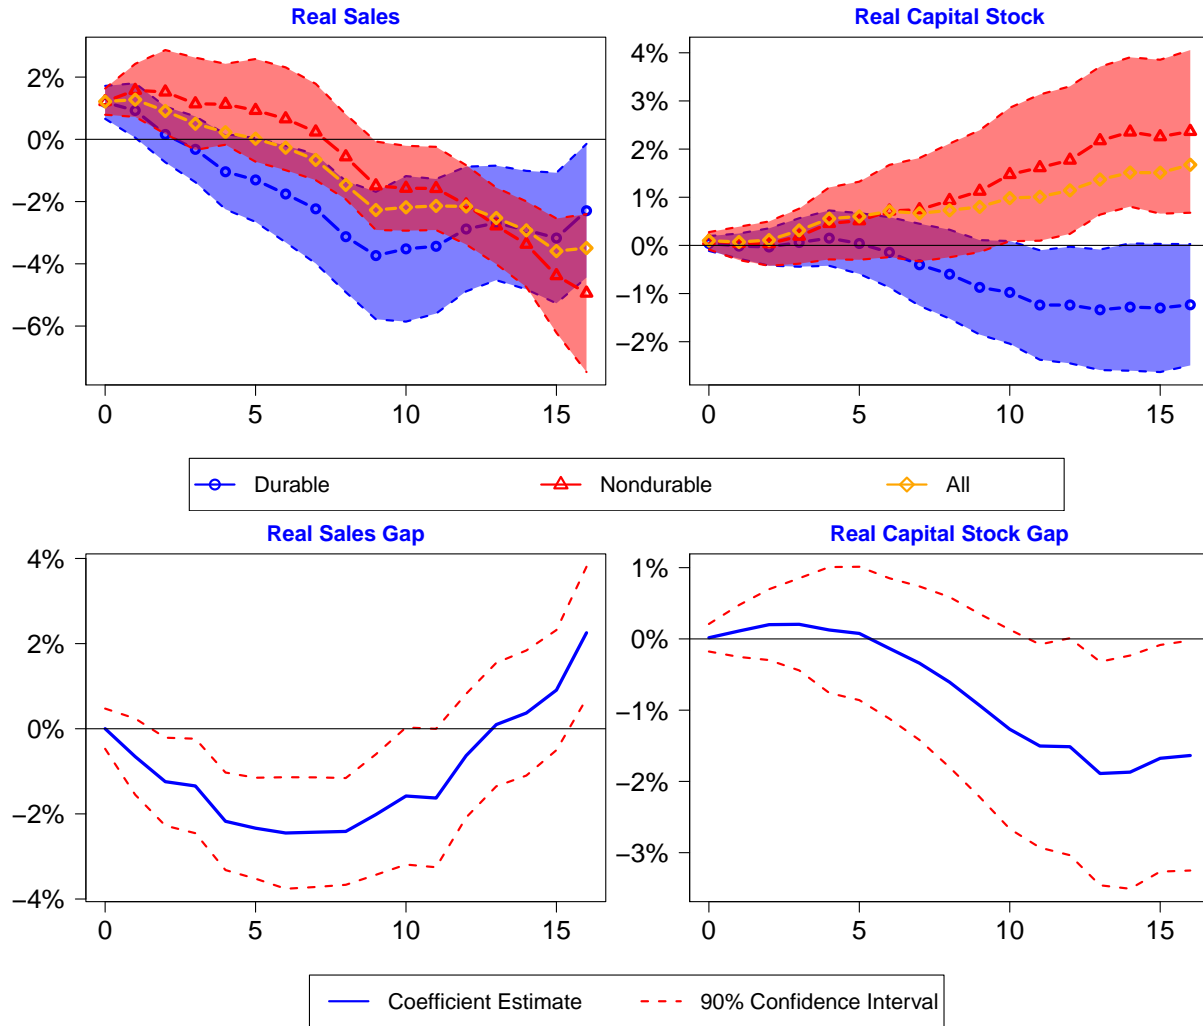 Real Sales
2%
0%
−2%
−4%
−6%
0 5 10 15
Real Capital Stock
4%
3%
2%
1%
0%
−1%
−2%
0 5 10 15
Durable Nondurable All
Real Sales Gap
4%
2%
0%
−2%
−4%
0 5 10 15
Real Capital Stock Gap
1%
0%
−1%
−2%
−3%
0 5 10 15
Coefficient Estimate 90% Confidence Interval